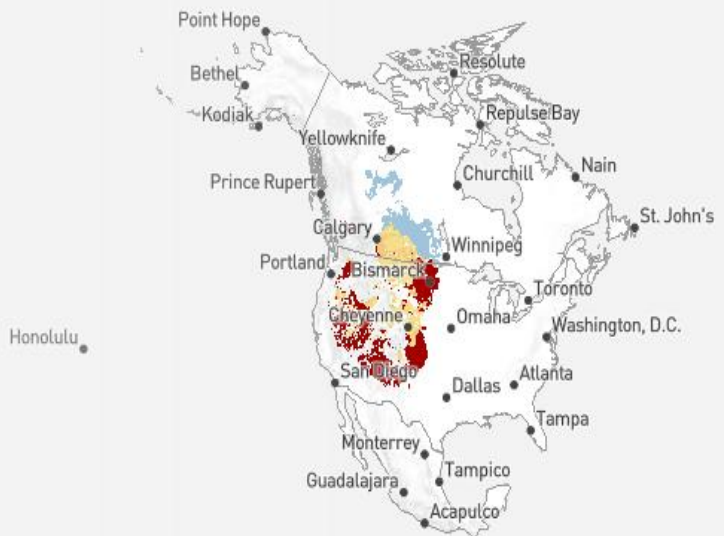 Point Hope
Resolute
Bethel
Kodiak
Repulse Bay
Yellowknife
Churchill
Nain
Prince Rupert
St. John's
Calgary
Winnipeg
Portland
Bismarck
Toronto
Cheyenne
Omaha
Washington, D.C.
Honolulu
San Diego
Dallas
Atlanta
Tampa
Monterrey
Tampico
Guadalajara
Acapulco